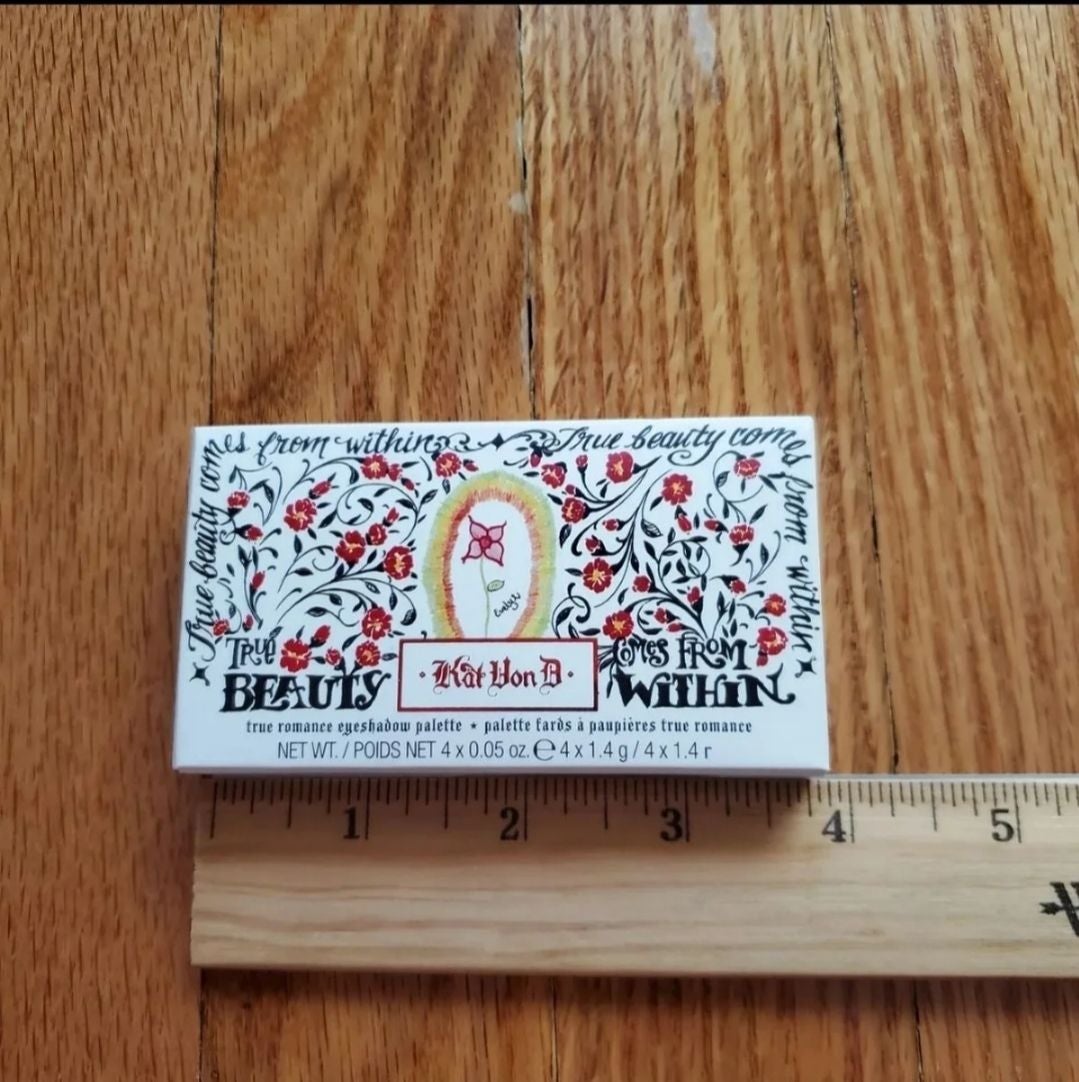 True beauty comes from within
True beauty comes from within
Evelyn
TRUE
BEAUTY
Kat Von D
COMES FROM
WITHIN
true romance eyeshadow palette ★ palette fards à paupières true romance
NET WT. / POIDS NET 4 x 0.05 oz. ℮ 4 x 1.4 g / 4 x 1.4 г
1 2 3 4 5